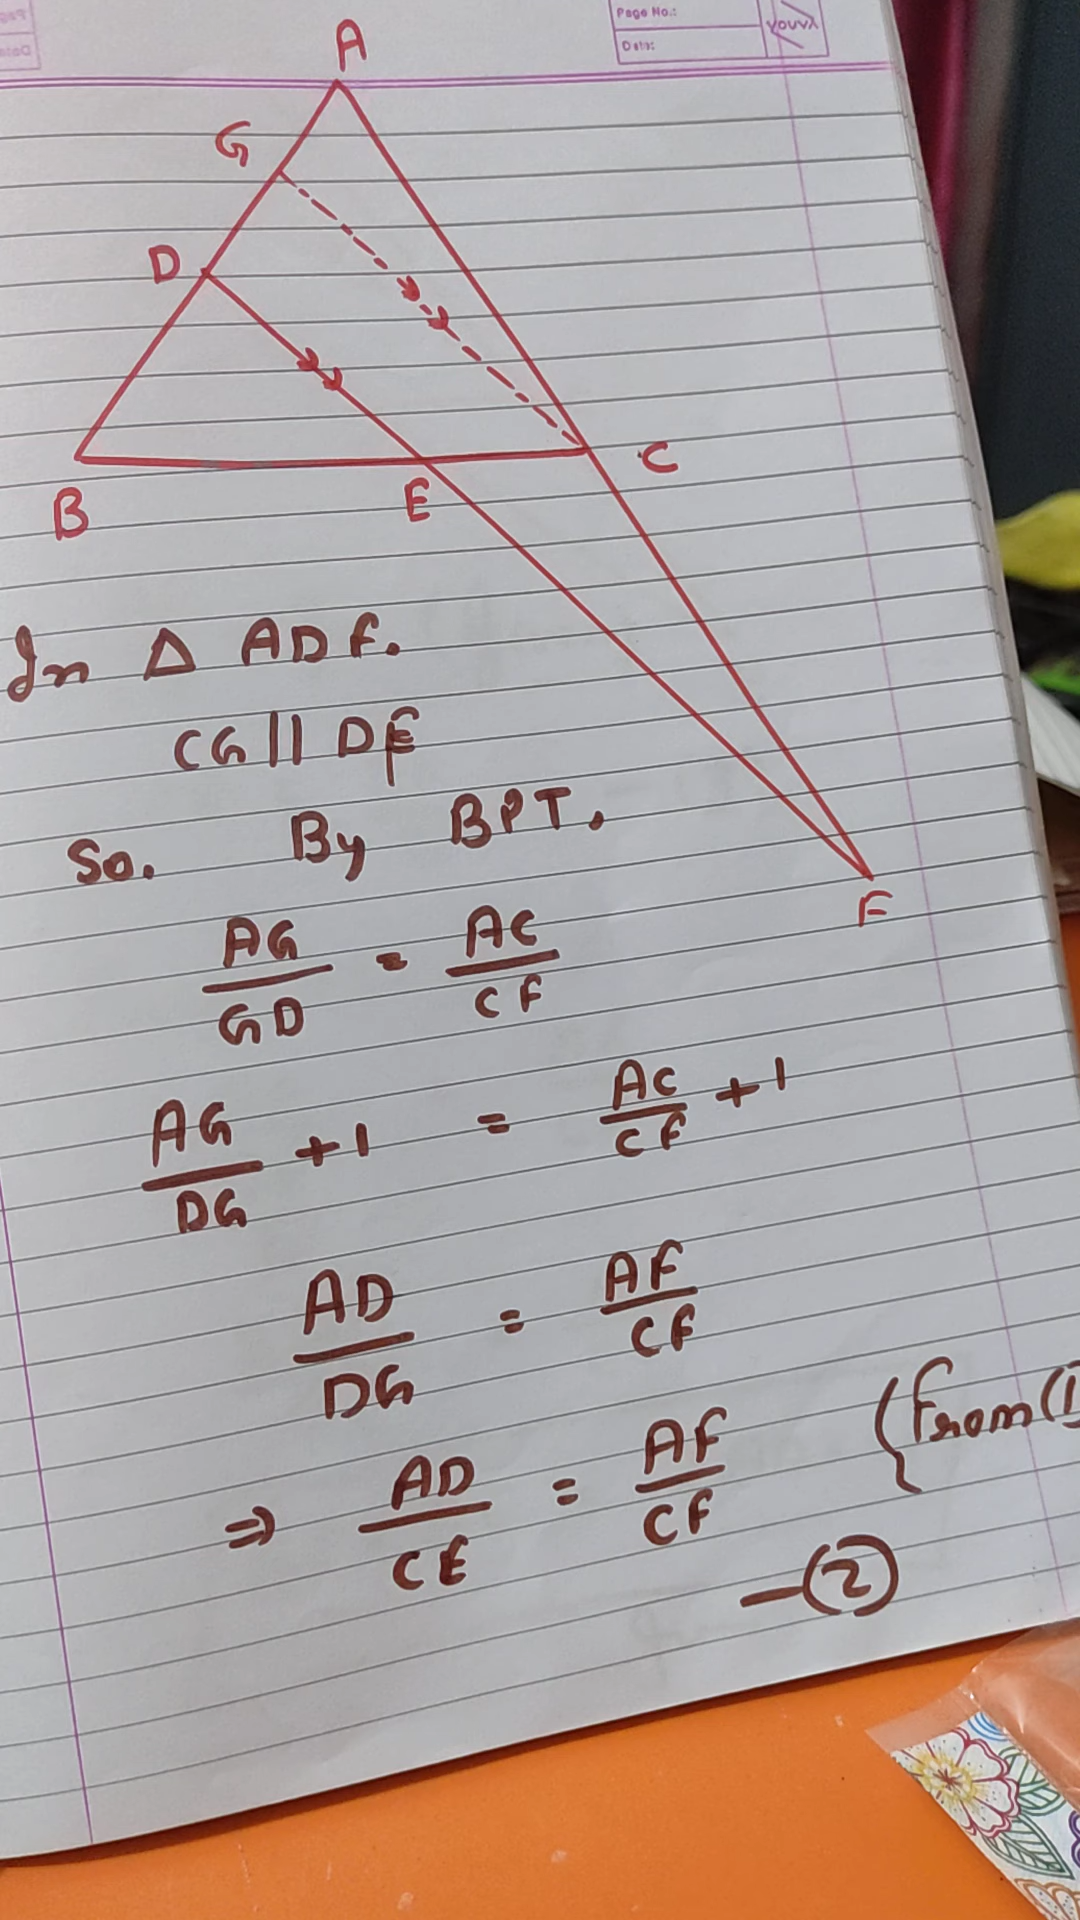 Page No.:
Date:
YOUVA
A
G
D
B
E
C
F
In Δ ADF.
CG || DF
So. By BPT.
AG/GD = AC/CF
AG/DG +1 = AC/CF +1
AD/DG = AF/CF
⇒ AD/CE = AF/CF {From (1)
—(2)